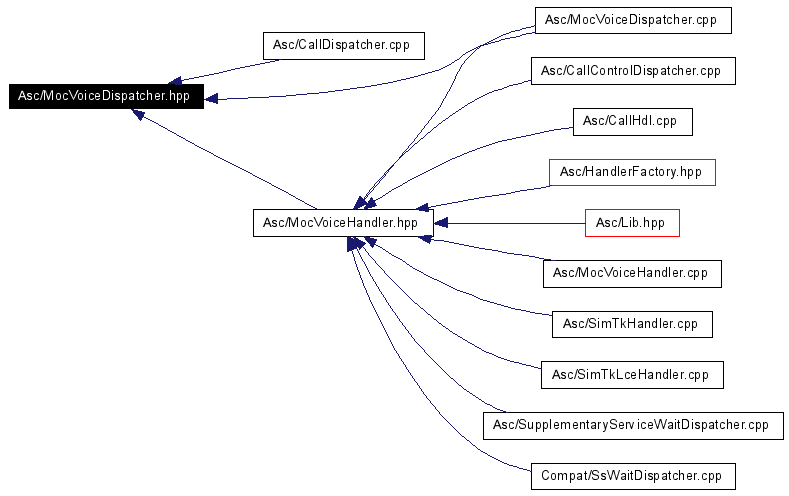 Asc/MocVoiceDispatcher.cpp
Asc/CallDispatcher.cpp
Asc/CallControlDispatcher.cpp
Asc/MocVoiceDispatcher.hpp
Asc/CallHdl.cpp
Asc/HandlerFactory.hpp
Asc/MocVoiceHandler.hpp
Asc/Lib.hpp
Asc/MocVoiceHandler.cpp
Asc/SimTkHandler.cpp
Asc/SimTkLceHandler.cpp
Asc/SupplementaryServiceWaitDispatcher.cpp
Compat/SsWaitDispatcher.cpp